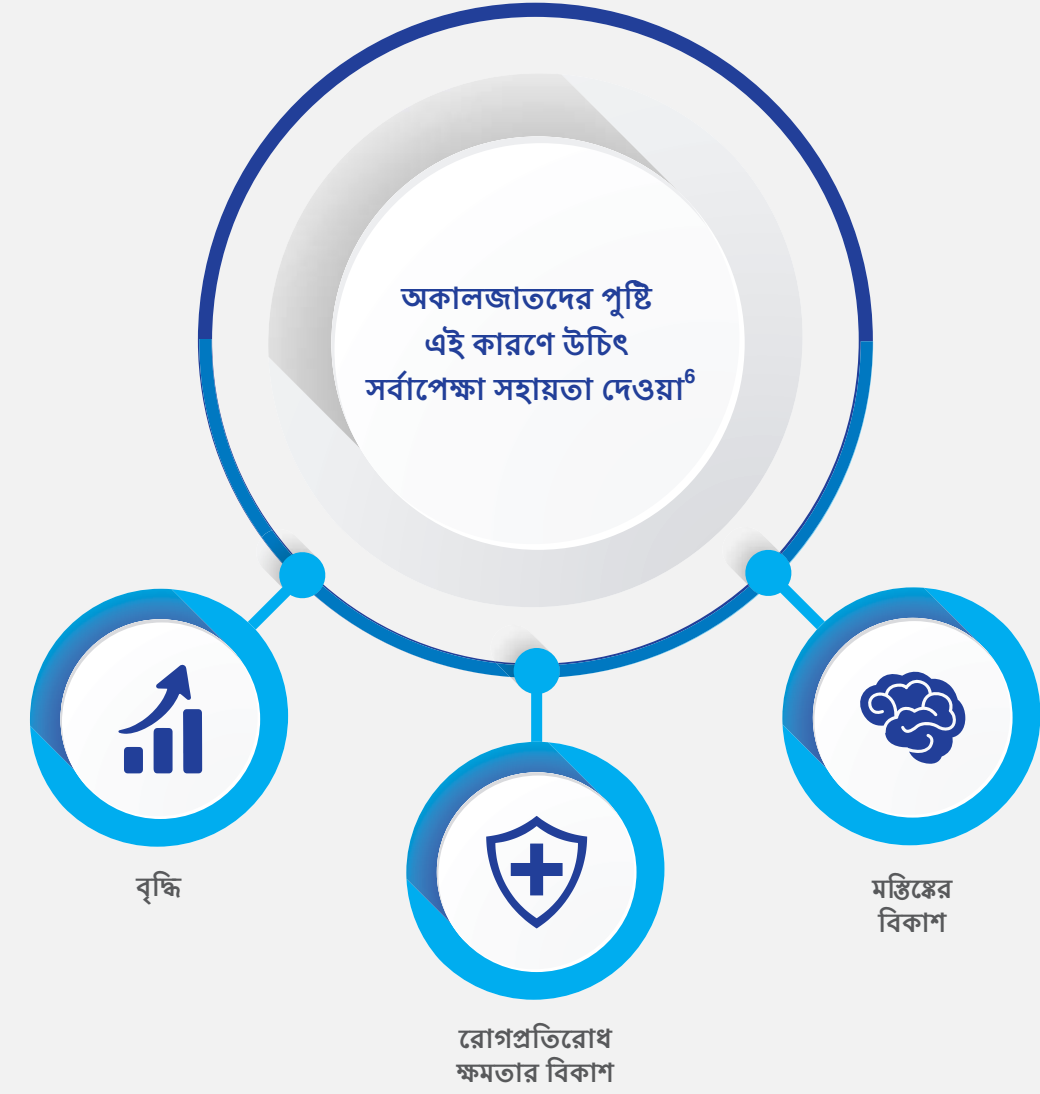 অকালজাতদের পুষ্টি
এই কারণে উচিৎ
সর্বাপেক্ষা সহায়তা দেওয়া⁶
বৃদ্ধি
মস্তিষ্কের
বিকাশ
রোগপ্রতিরোধ
ক্ষমতার বিকাশ